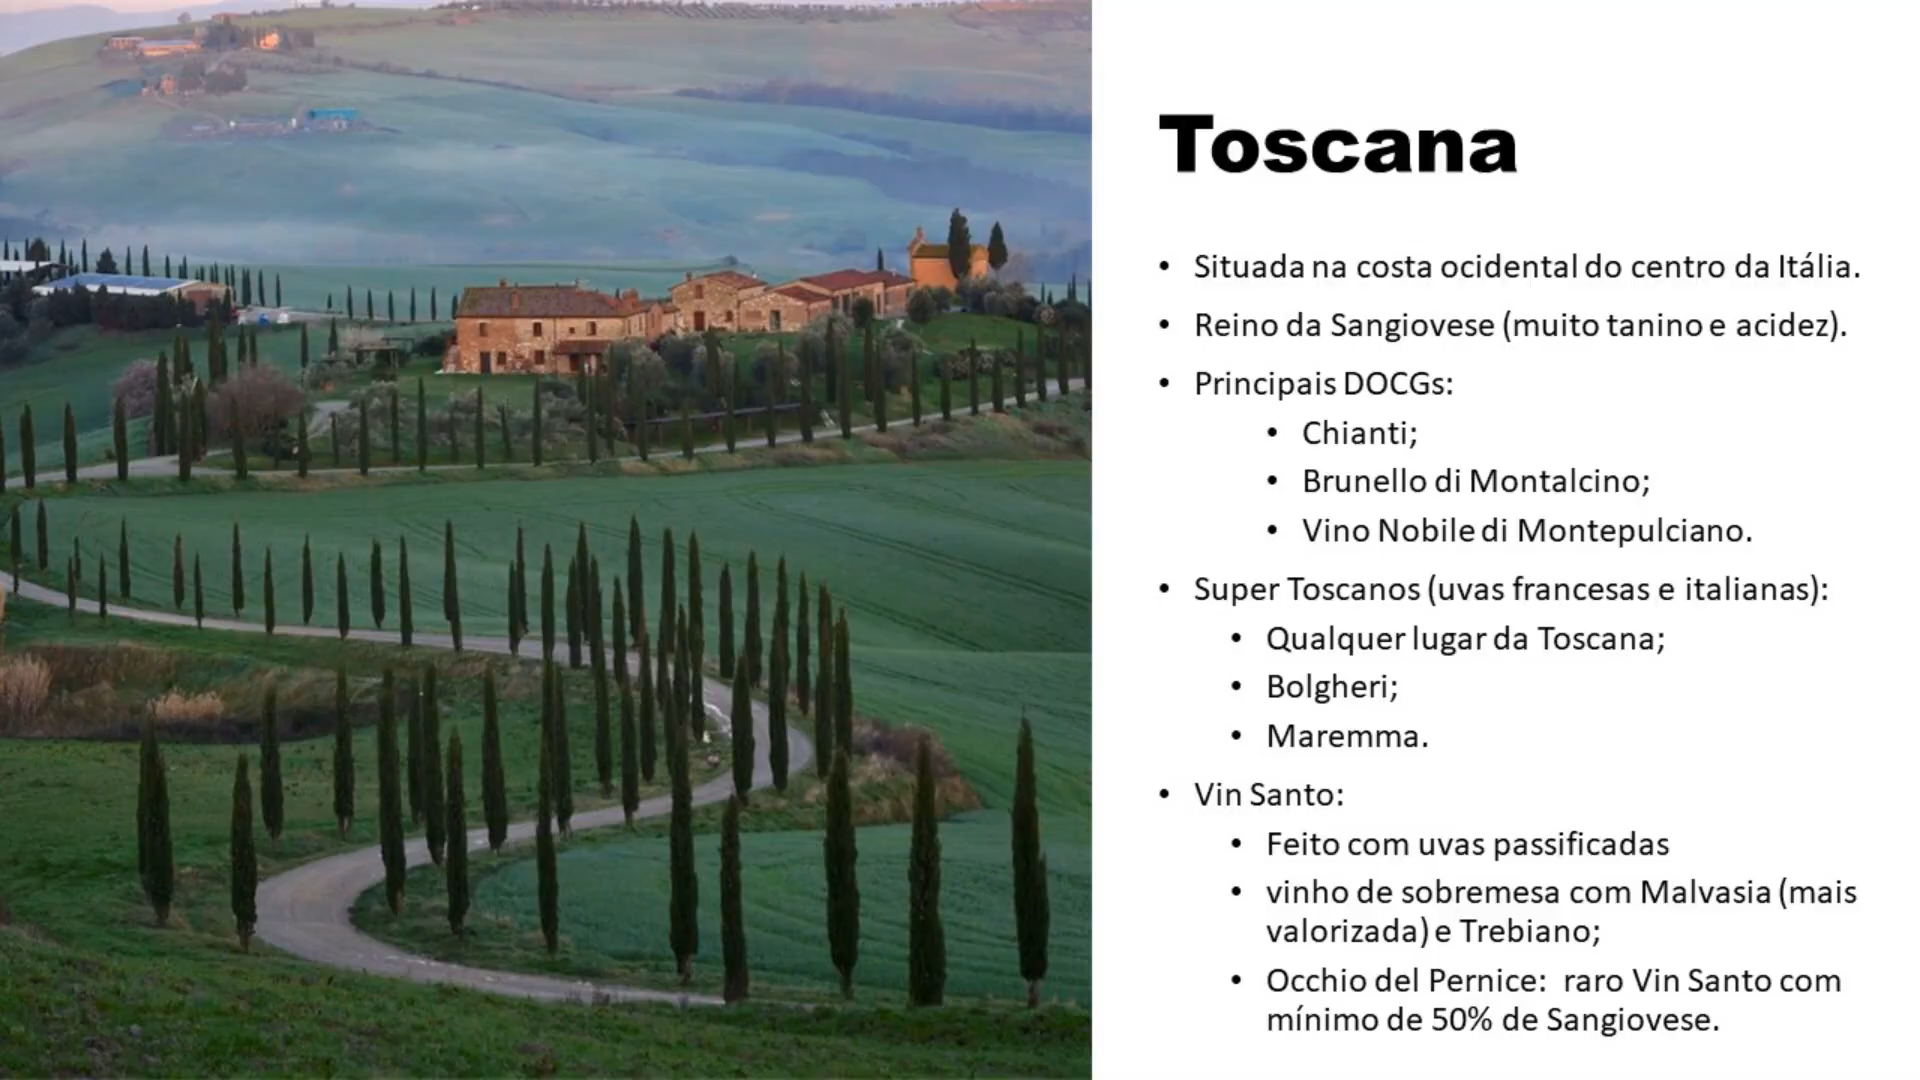 Toscana
• Situada na costa ocidental do centro da Itália.
• Reino da Sangiovese (muito tanino e acidez).
• Principais DOCGs:
• Chianti;
• Brunello di Montalcino;
• Vino Nobile di Montepulciano.
• Super Toscanos (uvas francesas e italianas):
• Qualquer lugar da Toscana;
• Bolgheri;
• Maremma.
• Vin Santo:
• Feito com uvas passificadas
• vinho de sobremesa com Malvasia (mais
valorizada) e Trebiano;
• Occhio del Pernice: raro Vin Santo com
mínimo de 50% de Sangiovese.